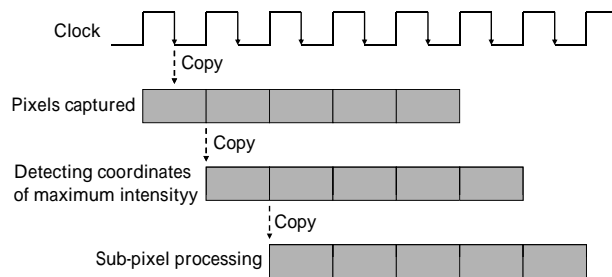 Clock
Copy
Pixels captured
Copy
Detecting coordinates
of maximum intensityy
Copy
Sub-pixel processing